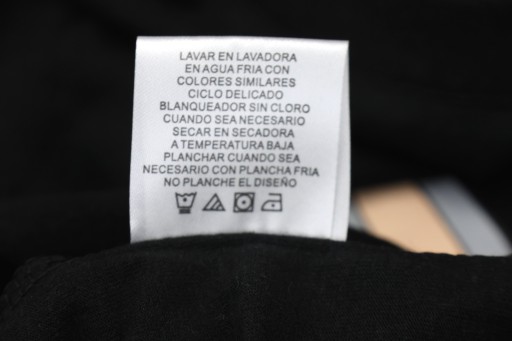 LAVAR EN LAVADORA
EN AGUA FRIA CON
COLORES SIMILARES
CICLO DELICADO
BLANQUEADOR SIN CLORO
CUANDO SEA NECESARIO
SECAR EN SECADORA
A TEMPERATURA BAJA
PLANCHAR CUANDO SEA
NECESARIO CON PLANCHA FRIA
NO PLANCHE EL DISEÑO